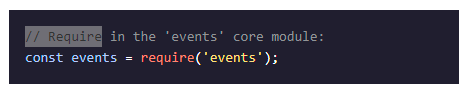 // Require in the 'events' core module:
const events = require('events');